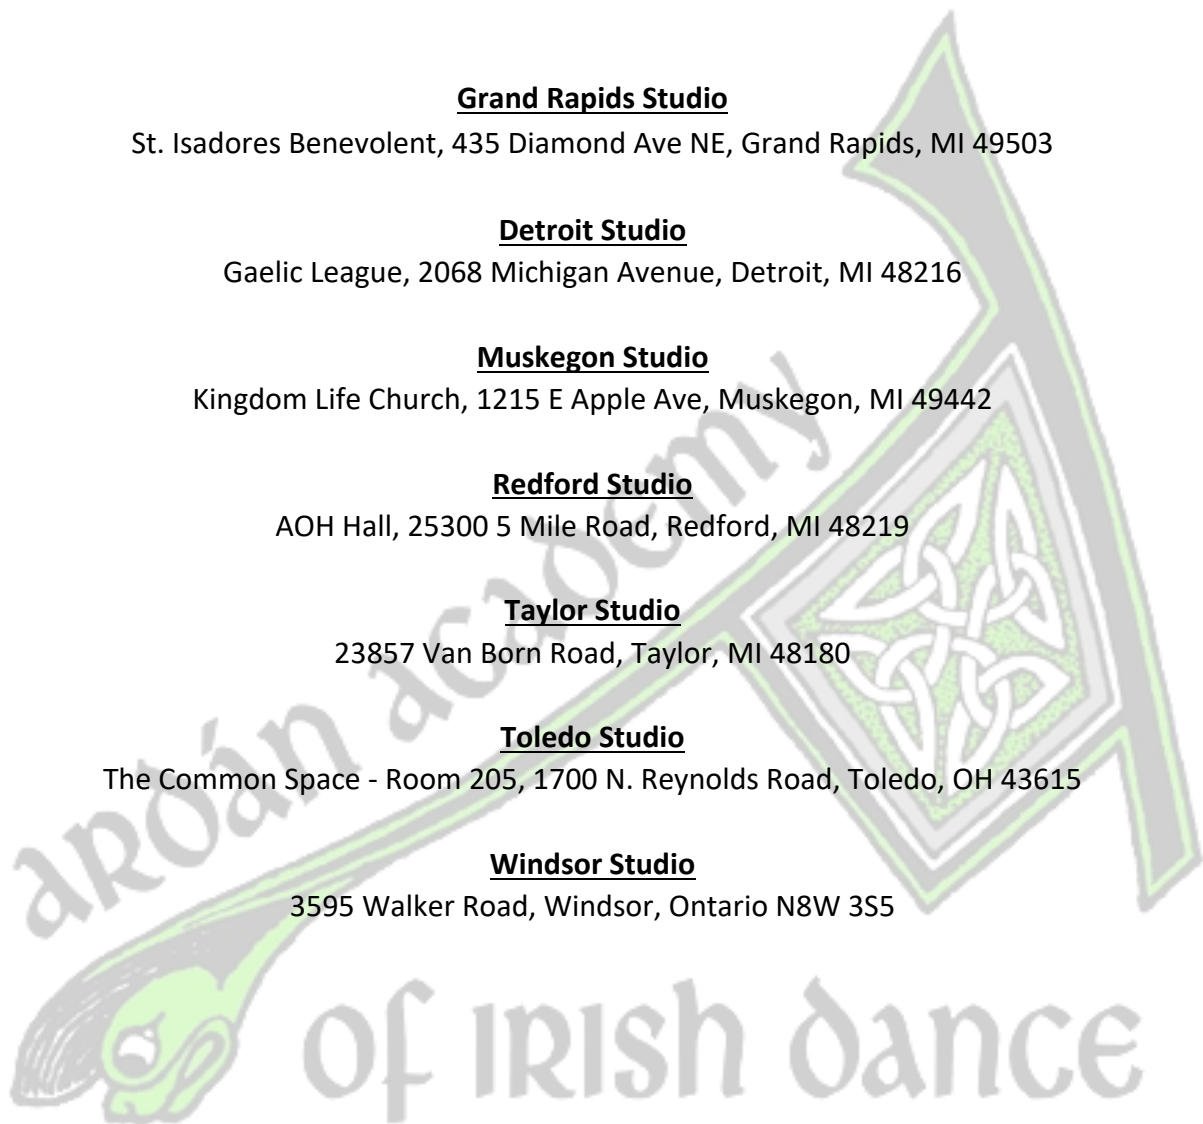 Grand Rapids Studio
St. Isadores Benevolent, 435 Diamond Ave NE, Grand Rapids, MI 49503
Detroit Studio
Gaelic League, 2068 Michigan Avenue, Detroit, MI 48216
Muskegon Studio
Kingdom Life Church, 1215 E Apple Ave, Muskegon, MI 49442
Redford Studio
AOH Hall, 25300 5 Mile Road, Redford, MI 48219
Taylor Studio
23857 Van Born Road, Taylor, MI 48180
Toledo Studio
The Common Space - Room 205, 1700 N. Reynolds Road, Toledo, OH 43615
Windsor Studio
3595 Walker Road, Windsor, Ontario N8W 3S5
Ardán Academy
of Irish Dance